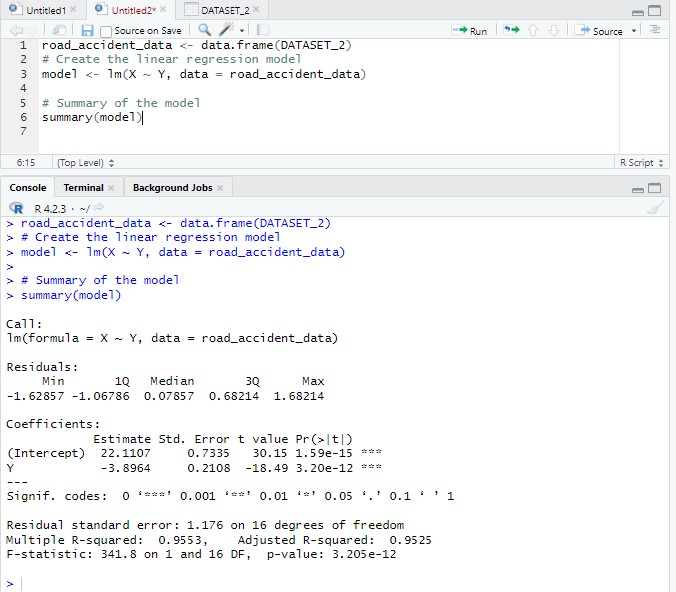 Untitled1 × Untitled2* × DATASET_2 ×
Source on Save Run Source
1 road_accident_data <- data.frame(DATASET_2)
2 # Create the linear regression model
3 model <- lm(X ~ Y, data = road_accident_data)
4
5 # Summary of the model
6 summary(model)
7
6:15 (Top Level) R Script
Console Terminal × Background Jobs ×
R R 4.2.3 · ~/
> road_accident_data <- data.frame(DATASET_2)
> # Create the linear regression model
> model <- lm(X ~ Y, data = road_accident_data)
>
> # Summary of the model
> summary(model)
Call:
lm(formula = X ~ Y, data = road_accident_data)
Residuals:
Min 1Q Median 3Q Max
-1.62857 -1.06786 0.07857 0.68214 1.68214
Coefficients:
Estimate Std. Error t value Pr(>|t|)
(Intercept) 22.1107 0.7335 30.15 1.59e-15 ***
Y -3.8964 0.2108 -18.49 3.20e-12 ***
---
Signif. codes: 0 ‘***’ 0.001 ‘**’ 0.01 ‘*’ 0.05 ‘.’ 0.1 ‘ ’ 1
Residual standard error: 1.176 on 16 degrees of freedom
Multiple R-squared: 0.9553, Adjusted R-squared: 0.9525
F-statistic: 341.8 on 1 and 16 DF, p-value: 3.205e-12
>